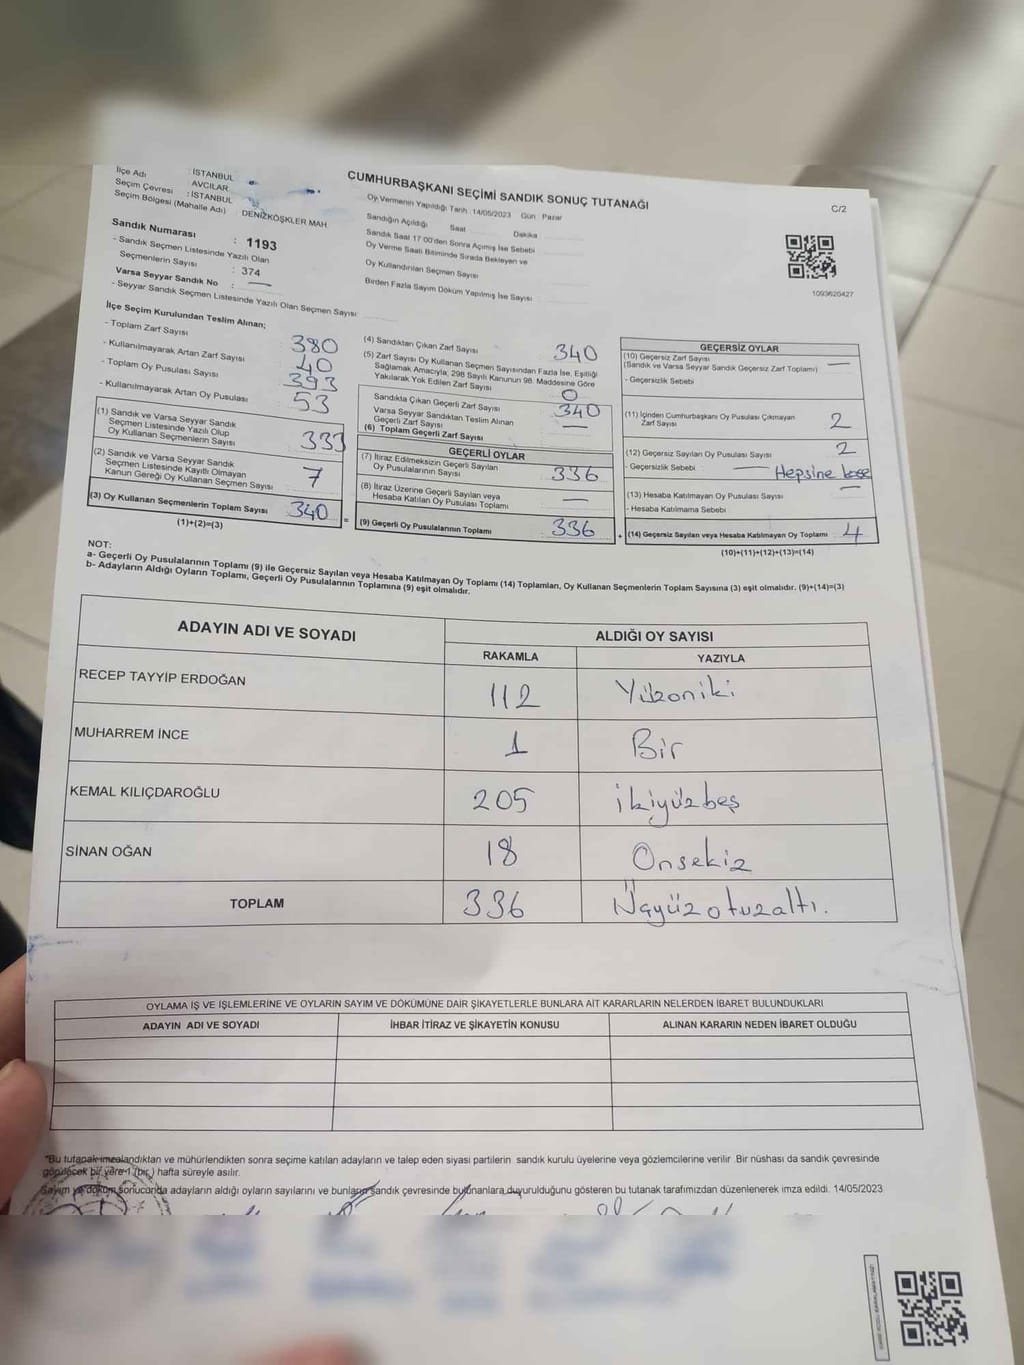 CUMHURBAŞKANI SEÇİMİ SANDIK SONUÇ TUTANAĞI
C/2
İlçe Adı : İSTANBUL
Seçim Çevresi : AVCILAR
Seçim Bölgesi (Mahalle Adı) : İSTANBUL
DENİZKÖŞKLER MAH.
Sandık Numarası : 1193
- Sandık Seçmen Listesinde Yazılı Olan
Seçmenlerin Sayısı : 374
Varsa Seyyar Sandık No : —
- Seyyar Sandık Seçmen Listesinde Yazılı Olan Seçmen Sayısı
Oy Vermenin Yapıldığı Tarih :14/05/2023 Gün : Pazar
Sandığın Açıldığı Saat Dakika
Sandık Saat 17.00'den Sonra Açımış İse Sebebi
Oy Verme Saati Bitiminde Sırada Bekleyen ve
Oy Kullandırılan Seçmen Sayısı
Birden Fazla Sayım Döküm Yapılmış İse Sayısı
1093620427
İlçe Seçim Kurulundan Teslim Alınan;
- Toplam Zarf Sayısı 380
- Kullanılmayarak Artan Zarf Sayısı 40
- Toplam Oy Pusulası Sayısı 393
- Kullanılmayarak Artan Oy Pusulası 53
(1) Sandık ve Varsa Seyyar Sandık
Seçmen Listesinde Yazılı Olup
Oy Kullanan Seçmenlerin Sayısı 333
(2) Sandık ve Varsa Seyyar Sandık
Seçmen Listesinde Kayıtlı Olmayan
Kanun Gereği Oy Kullanan Seçmen Sayısı 7
(3) Oy Kullanan Seçmenlerin Toplam Sayısı 340
(1)+(2)=(3)
=
(4) Sandıktan Çıkan Zarf Sayısı 340
(5) Zarf Sayısı Oy Kullanan Seçmen Sayısından Fazla İse, Eşitliği
Sağlamak Amacıyla, 298 Sayılı Kanunun 98. Maddesine Göre
Yakılarak Yok Edilen Zarf Sayısı 0
Sandıkta Çıkan Geçerli Zarf Sayısı 340
Varsa Seyyar Sandıktan Teslim Alınan
Geçerli Zarf Sayısı —
(6) Toplam Geçerli Zarf Sayısı
GEÇERLİ OYLAR
(7) İtiraz Edilmeksizin Geçerli Sayılan
Oy Pusulalarının Sayısı 336
(8) İtiraz Üzerine Geçerli Sayılan veya
Hesaba Katılan Oy Pusulası Toplamı —
(9) Geçerli Oy Pusulalarının Toplamı 336
+
GEÇERSİZ OYLAR
(10) Geçersiz Zarf Sayısı
(Sandık ve Varsa Seyyar Sandık Geçersiz Zarf Toplamı) —
- Geçersizlik Sebebi
(11) İçinden Cumhurbaşkanı Oy Pusulası Çıkmayan
Zarf Sayısı 2
(12) Geçersiz Sayılan Oy Pusulası Sayısı 2
- Geçersizlik Sebebi — Hepsine kaşe
(13) Hesaba Katılmayan Oy Pusulası Sayısı —
- Hesaba Katılmama Sebebi
(14) Geçersiz Sayılan veya Hesaba Katılmayan Oy Toplamı 4
(10)+(11)+(12)+(13)=(14)
NOT:
a- Geçerli Oy Pusulalarının Toplamı (9) ile Geçersiz Sayılan veya Hesaba Katılmayan Oy Toplamı (14) Toplamları, Oy Kullanan Seçmenlerin Toplam Sayısına (3) eşit olmalıdır. (9)+(14)=(3)
b- Adayların Aldığı Oyların Toplamı, Geçerli Oy Pusulalarının Toplamına (9) eşit olmalıdır.
ADAYIN ADI VE SOYADI ALDIĞI OY SAYISI
RAKAMLA YAZIYLA
RECEP TAYYİP ERDOĞAN 112 Yüzoniki
MUHARREM İNCE 1 Bir
KEMAL KILIÇDAROĞLU 205 ikiyüzbeş
SİNAN OĞAN 18 Onsekiz
TOPLAM 336 Üçyüzotuzaltı.
OYLAMA İŞ VE İŞLEMLERİNE VE OYLARIN SAYIM VE DÖKÜMÜNE DAİR ŞİKAYETLERLE BUNLARA AİT KARARLARIN NELERDEN İBARET BULUNDUKLARI
ADAYIN ADI VE SOYADI İHBAR İTİRAZ VE ŞİKAYETİN KONUSU ALINAN KARARIN NEDEN İBARET OLDUĞU
*Bu tutanak imzalandıktan ve mühürlendikten sonra seçime katılan adayların ve talep eden siyasi partilerin sandık kurulu üyelerine veya gözlemcilerine verilir. Bir nüshası da sandık çevresinde
görülecek bir yere 1 (bir) hafta süreyle asılır.
Sayım ve döküm sonucunda adayların aldığı oyların sayılarını ve bunların sandık çevresinde bulunanlara duyurulduğunu gösteren bu tutanak tarafımızdan düzenlenerek imza edildi. 14/05/2023